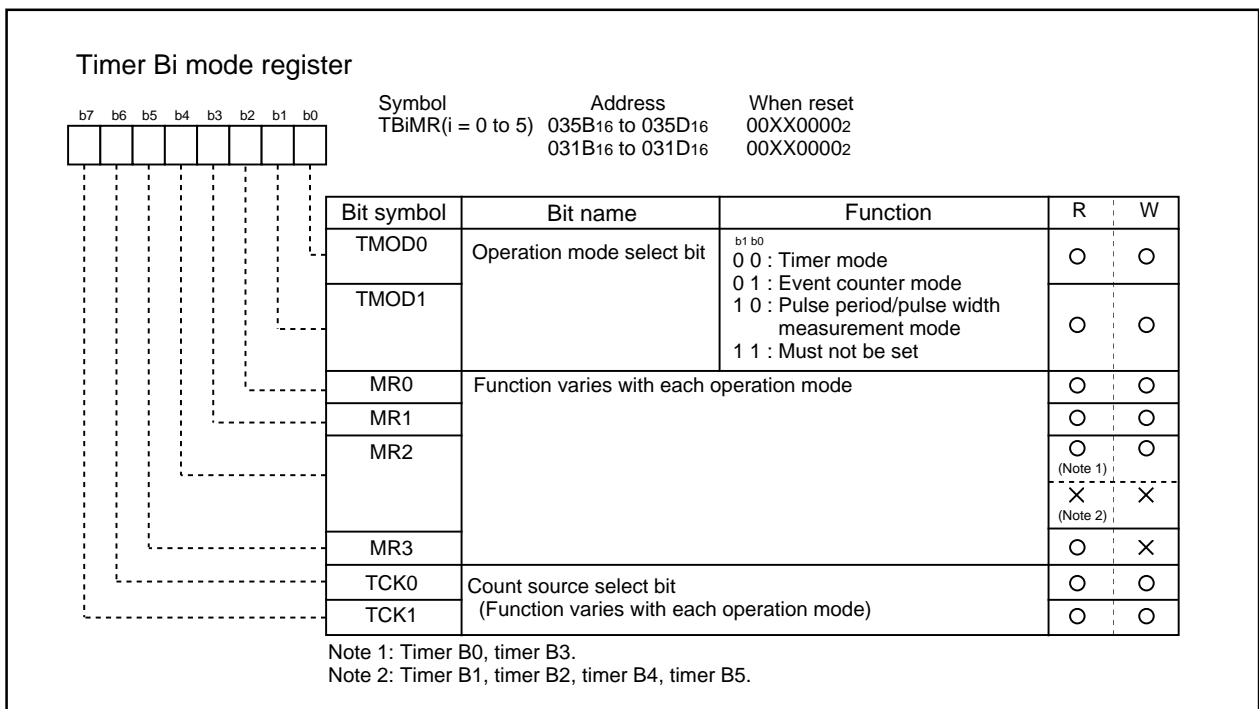 Timer Bi mode register
Symbol Address When reset
b7 b6 b5 b4 b3 b2 b1 b0
TBiMR(i = 0 to 5) 035B16 to 035D16 00XX00002
031B16 to 031D16 00XX00002
Bit symbol Bit name Function R W
TMOD0 Operation mode select bit b1 b0
0 0 : Timer mode
0 1 : Event counter mode
TMOD1 1 0 : Pulse period/pulse width
measurement mode
1 1 : Must not be set
MR0 Function varies with each operation mode
MR1
MR2
(Note 1)
(Note 2)
MR3
TCK0 Count source select bit
TCK1 (Function varies with each operation mode)
Note 1: Timer B0, timer B3.
Note 2: Timer B1, timer B2, timer B4, timer B5.